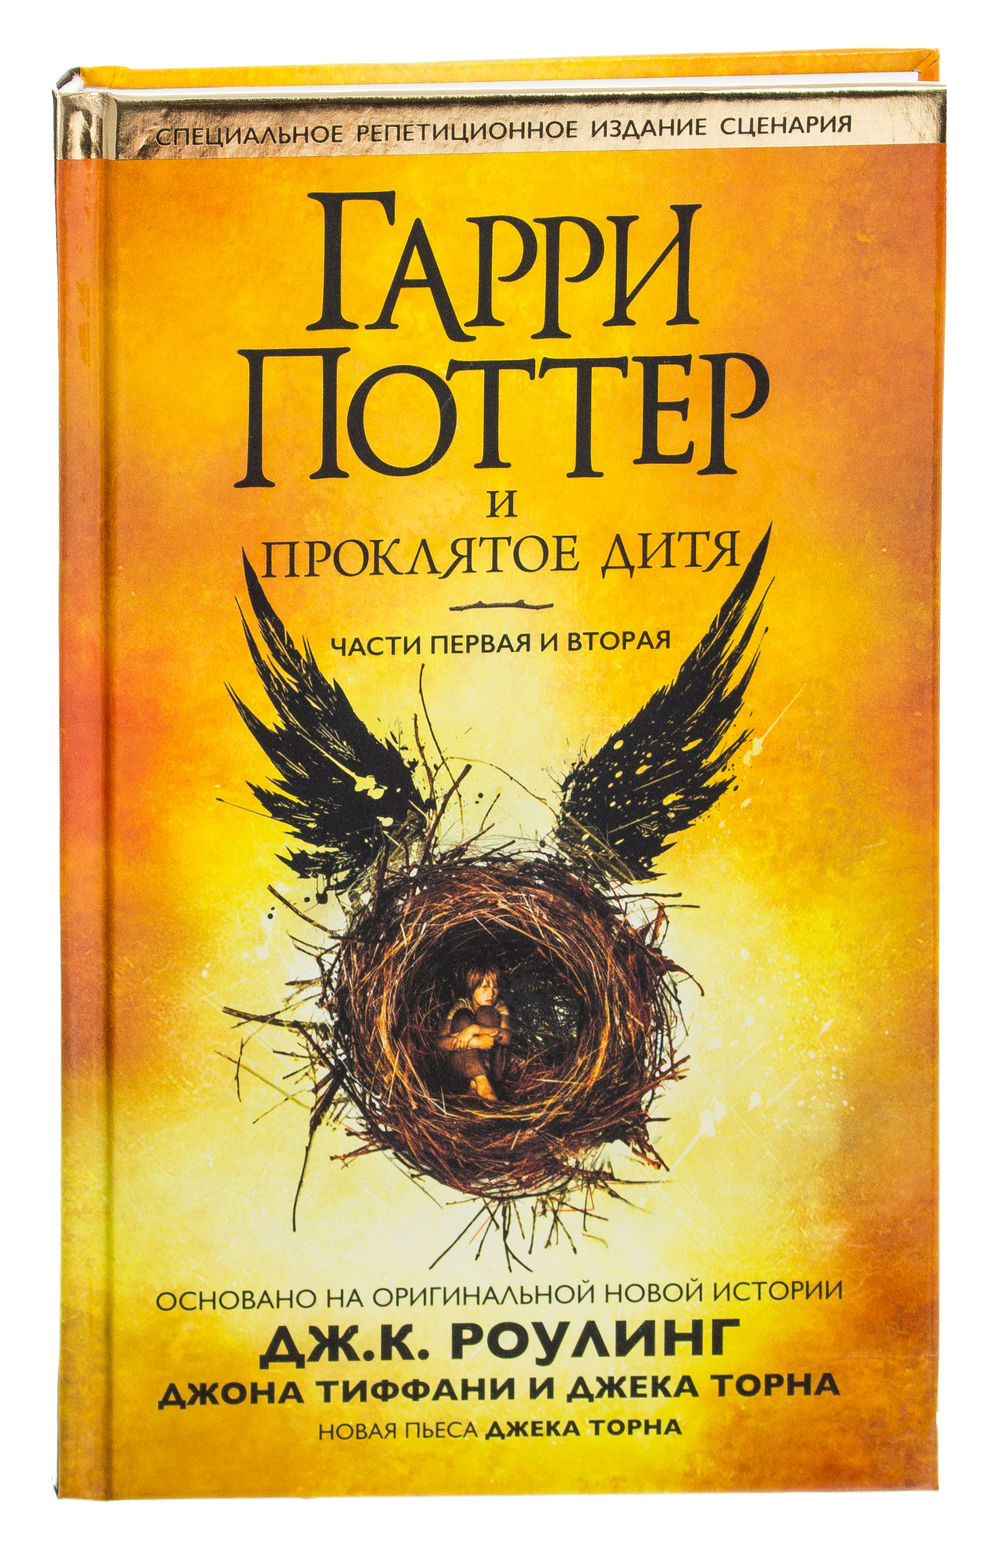 СПЕЦИАЛЬНОЕ РЕПЕТИЦИОННОЕ ИЗДАНИЕ СЦЕНАРИЯ
ГАРРИ
ПОТТЕР
И
ПРОКЛЯТОЕ ДИТЯ
ЧАСТИ ПЕРВАЯ И ВТОРАЯ
ОСНОВАНО НА ОРИГИНАЛЬНОЙ НОВОЙ ИСТОРИИ
ДЖ.К. РОУЛИНГ
ДЖОНА ТИФФАНИ И ДЖЕКА ТОРНА
НОВАЯ ПЬЕСА ДЖЕКА ТОРНА